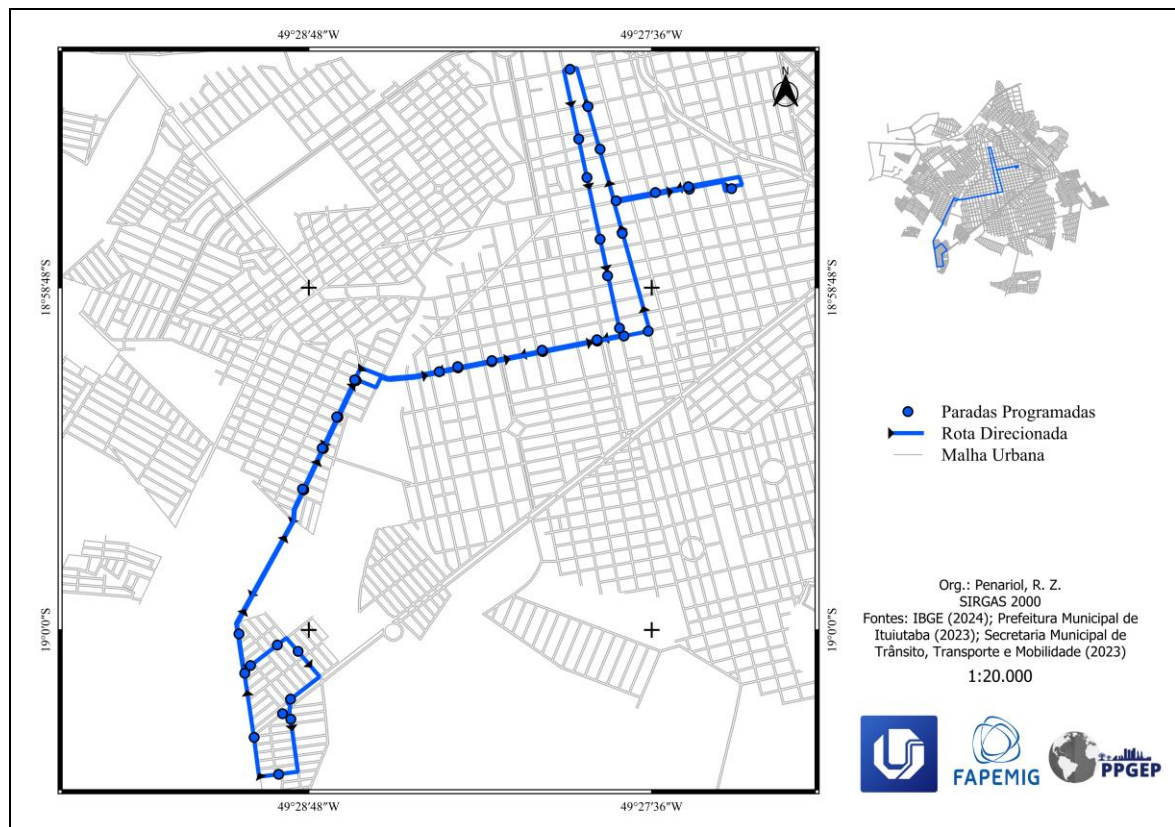 49°28'48"W
49°27'36"W
N
18°58'48"S
18°58'48"S
19°0'0"S
19°0'0"S
49°28'48"W
49°27'36"W
Paradas Programadas
Rota Direcionada
Malha Urbana
Org.: Penariol, R. Z.
SIRGAS 2000
Fontes: IBGE (2024); Prefeitura Municipal de
Ituiutaba (2023); Secretaria Municipal de
Trânsito, Transporte e Mobilidade (2023)
1:20.000
FAPEMIG
PPGEP